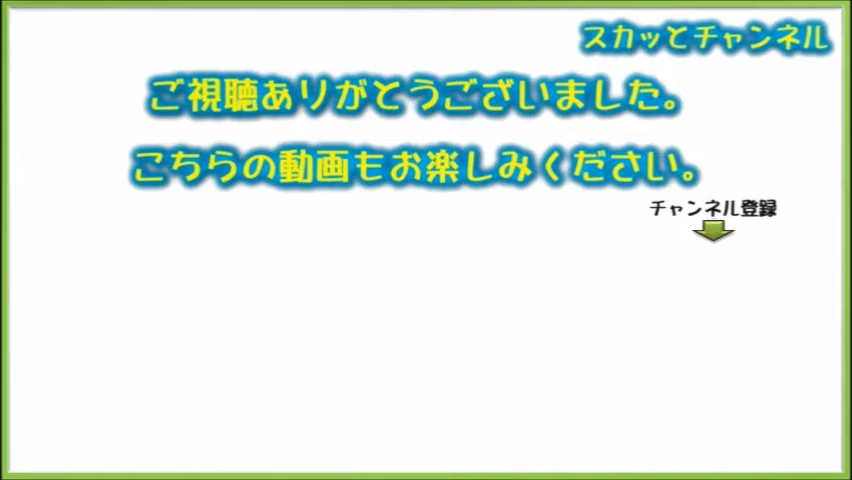 スカッとチャンネル
ご視聴ありがとうございました。
こちらの動画もお楽しみください。
チャンネル登録